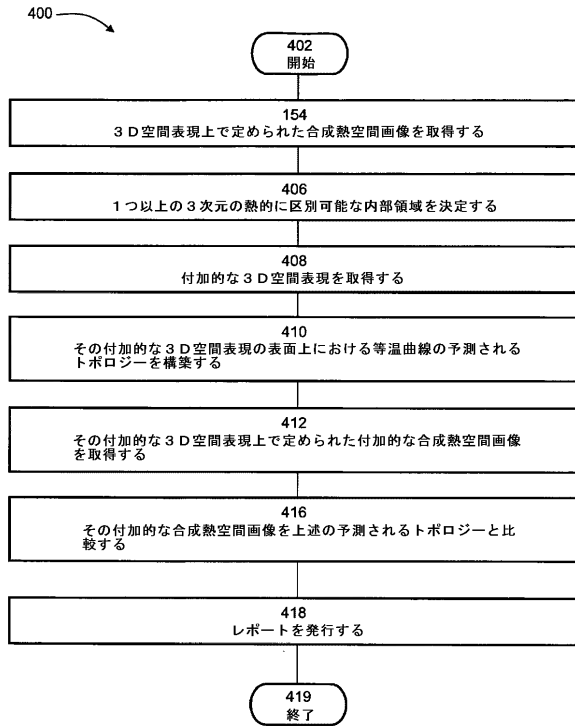 400
402
開始
154
3D空間表現上で定められた合成熱空間画像を取得する
406
1つ以上の3次元の熱的に区別可能な内部領域を決定する
408
付加的な3D空間表現を取得する
410
その付加的な3D空間表現の表面上における等温曲線の予測される
トポロジーを構築する
412
その付加的な3D空間表現上で定められた付加的な合成熱空間画像
を取得する
416
その付加的な合成熱空間画像を上述の予測されるトポロジーと比
較する
418
レポートを発行する
419
終了